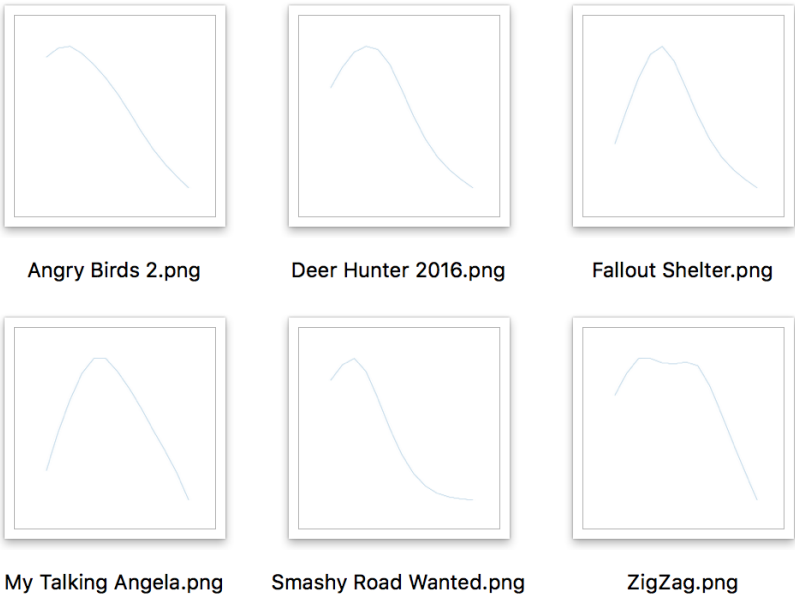 Angry Birds 2.png
Deer Hunter 2016.png
Fallout Shelter.png
My Talking Angela.png
Smashy Road Wanted.png
ZigZag.png